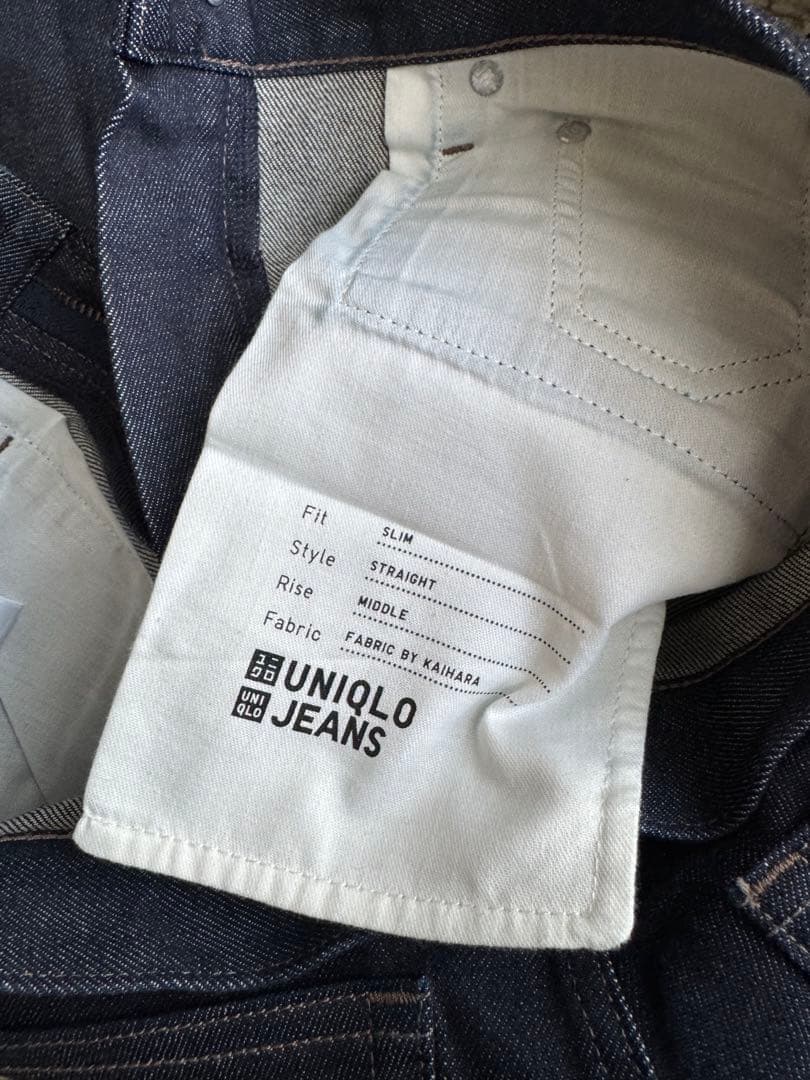 Fit SLIM
Style STRAIGHT
Rise MIDDLE
Fabric FABRIC BY KAIHARA
ユニクロ UNIQLO
UNIQLO JEANS